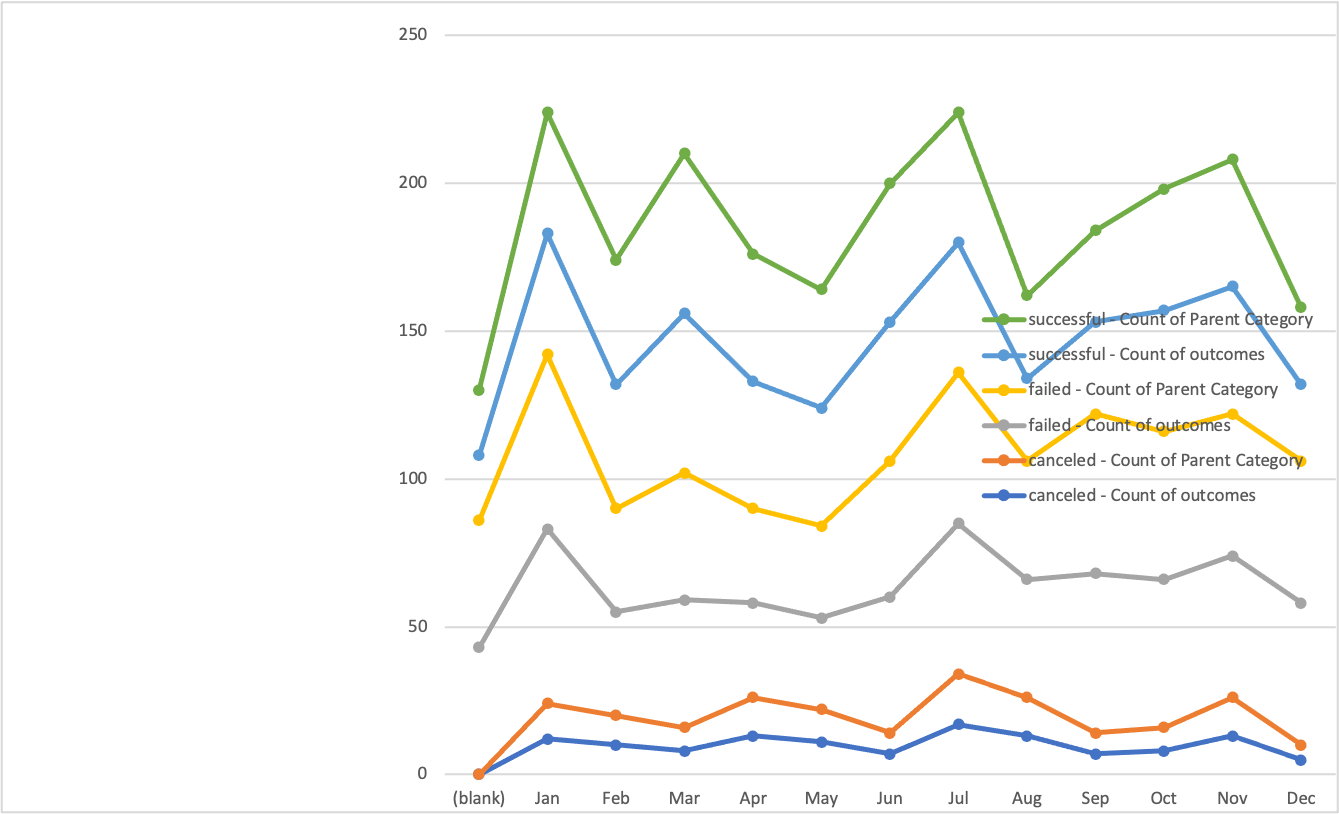 250
200
150
100
50
0
successful - Count of Parent Category
successful - Count of outcomes
failed - Count of Parent Category
failed - Count of outcomes
canceled - Count of Parent Category
canceled - Count of outcomes
(blank) Jan Feb Mar Apr May Jun Jul Aug Sep Oct Nov Dec